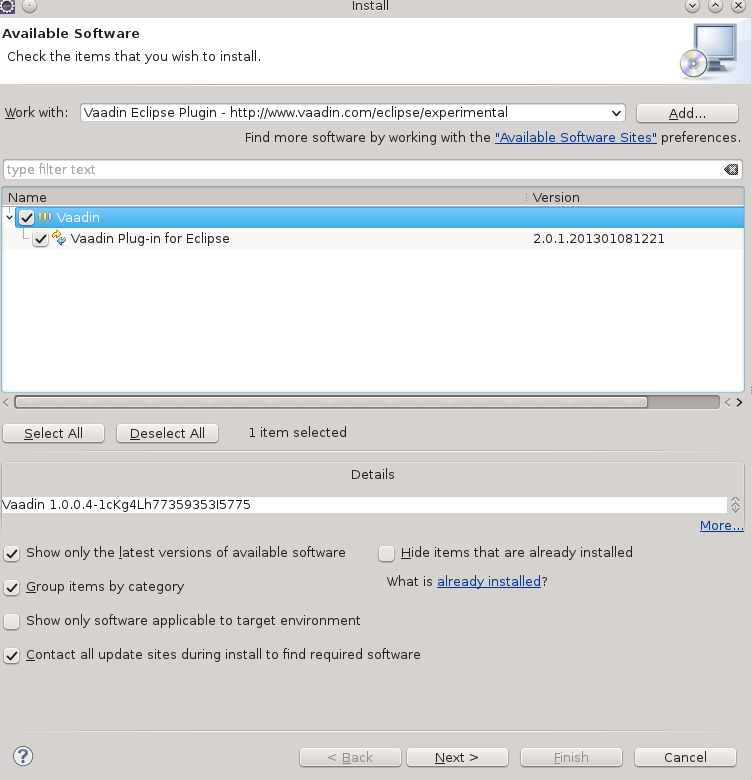 Install
Available Software
Check the items that you wish to install.
Work with: Vaadin Eclipse Plugin - http://www.vaadin.com/eclipse/experimental Add...
Find more software by working with the "Available Software Sites" preferences.
type filter text
Name Version
Vaadin
Vaadin Plug-in for Eclipse 2.0.1.201301081221
Select All Deselect All 1 item selected
Details
Vaadin 1.0.0.4-1cKg4Lh77359353I5775
More...
Show only the latest versions of available software Hide items that are already installed
Group items by category What is already installed?
Show only software applicable to target environment
Contact all update sites during install to find required software
? < Back Next > Finish Cancel